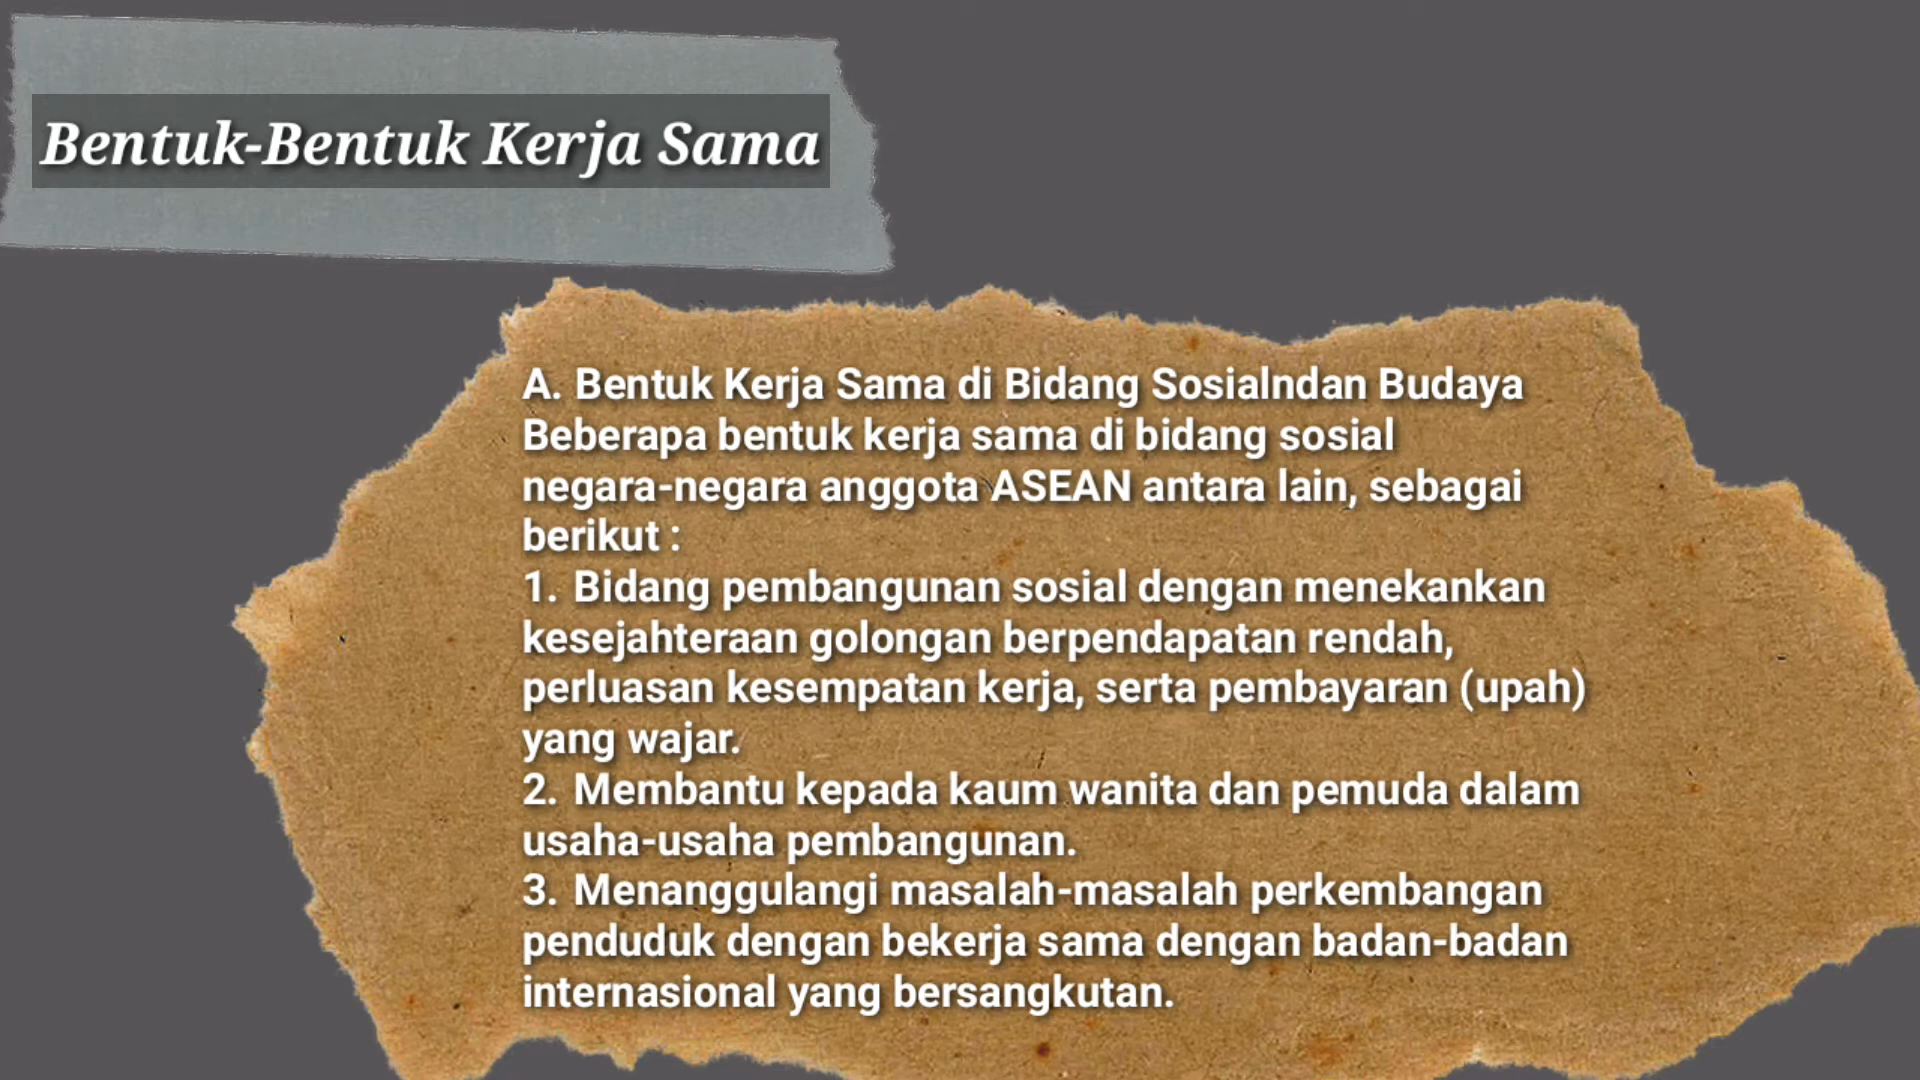 Bentuk-Bentuk Kerja Sama
A. Bentuk Kerja Sama di Bidang Sosialndan Budaya
Beberapa bentuk kerja sama di bidang sosial
negara-negara anggota ASEAN antara lain, sebagai
berikut :
1. Bidang pembangunan sosial dengan menekankan
kesejahteraan golongan berpendapatan rendah,
perluasan kesempatan kerja, serta pembayaran (upah)
yang wajar.
2. Membantu kepada kaum wanita dan pemuda dalam
usaha-usaha pembangunan.
3. Menanggulangi masalah-masalah perkembangan
penduduk dengan bekerja sama dengan badan-badan
internasional yang bersangkutan.